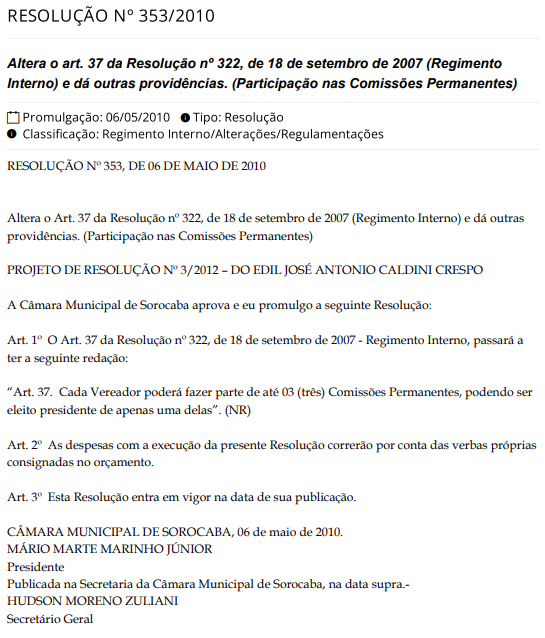 RESOLUÇÃO Nº 353/2010
Altera o art. 37 da Resolução nº 322, de 18 de setembro de 2007 (Regimento
Interno) e dá outras providências. (Participação nas Comissões Permanentes)
Promulgação: 06/05/2010 Tipo: Resolução
Classificação: Regimento Interno/Alterações/Regulamentações
RESOLUÇÃO Nº 353, DE 06 DE MAIO DE 2010
Altera o Art. 37 da Resolução nº 322, de 18 de setembro de 2007 (Regimento Interno) e dá outras
providências. (Participação nas Comissões Permanentes)
PROJETO DE RESOLUÇÃO Nº 3/2012 – DO EDIL JOSÉ ANTONIO CALDINI CRESPO
A Câmara Municipal de Sorocaba aprova e eu promulgo a seguinte Resolução:
Art. 1º O Art. 37 da Resolução nº 322, de 18 de setembro de 2007 - Regimento Interno, passará a
ter a seguinte redação:
“Art. 37. Cada Vereador poderá fazer parte de até 03 (três) Comissões Permanentes, podendo ser
eleito presidente de apenas uma delas”. (NR)
Art. 2º As despesas com a execução da presente Resolução correrão por conta das verbas próprias
consignadas no orçamento.
Art. 3º Esta Resolução entra em vigor na data de sua publicação.
CÂMARA MUNICIPAL DE SOROCABA, 06 de maio de 2010.
MÁRIO MARTE MARINHO JÚNIOR
Presidente
Publicada na Secretaria da Câmara Municipal de Sorocaba, na data supra.-
HUDSON MORENO ZULIANI
Secretário Geral